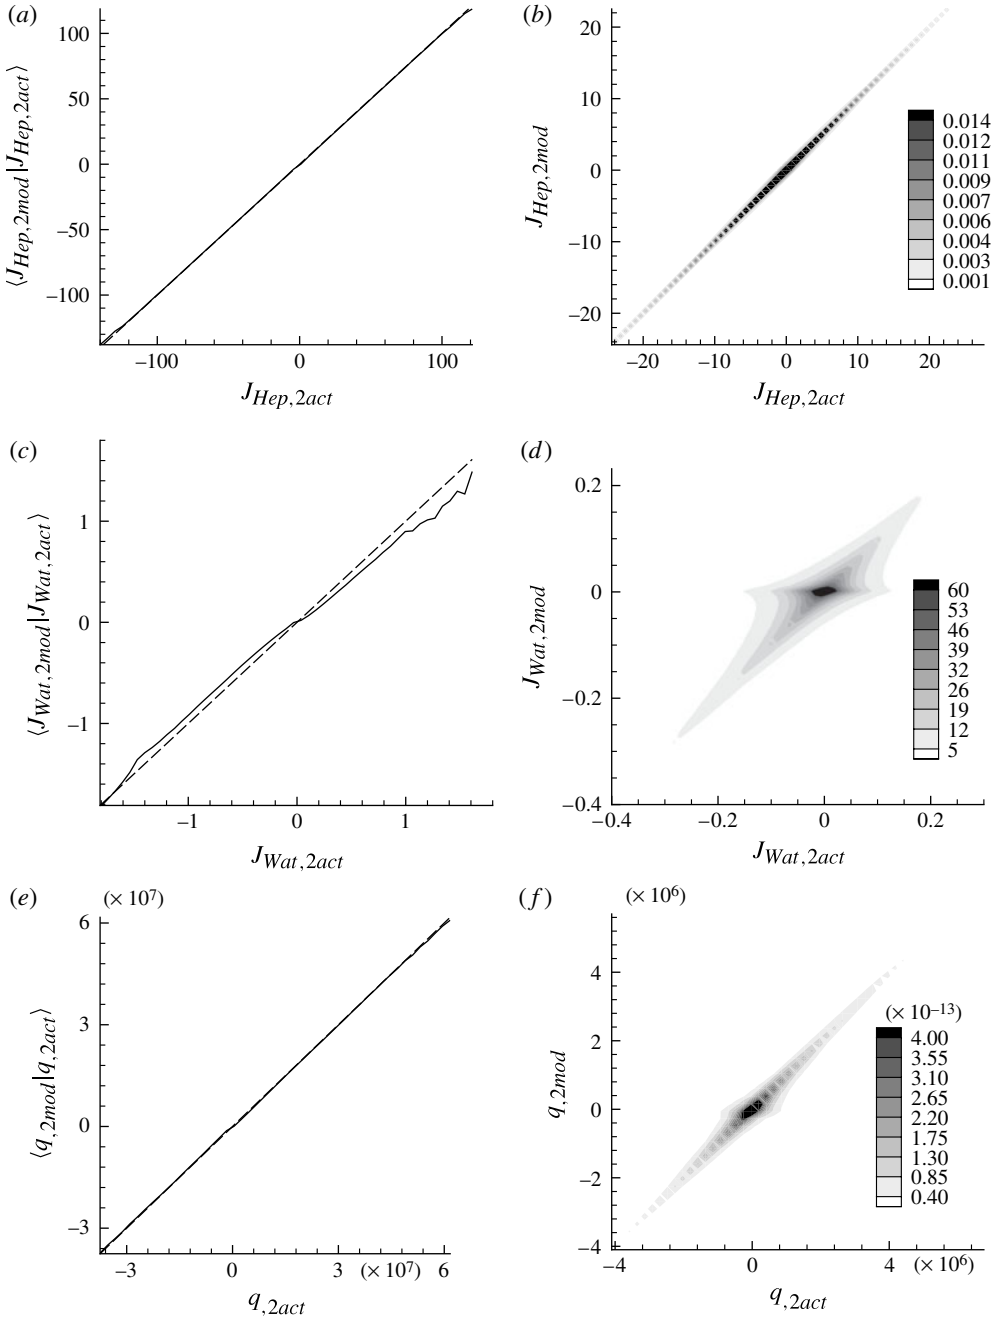 (a)
100
50
0
−50
−100
⟨J_{Hep,2mod}|J_{Hep,2act}⟩
−100 0 100
J_{Hep,2act}
(b)
20
10
0
−10
−20
J_{Hep,2mod}
−20 −10 0 10 20
J_{Hep,2act}
0.014
0.012
0.011
0.009
0.007
0.006
0.004
0.003
0.001
(c)
1
0
−1
⟨J_{Wat,2mod}|J_{Wat,2act}⟩
−1 0 1
J_{Wat,2act}
(d)
0.2
0
−0.2
−0.4
J_{Wat,2mod}
−0.4 −0.2 0 0.2
J_{Wat,2act}
60
53
46
39
32
26
19
12
5
(e)
(× 10⁷)
6
3
0
−3
⟨q_{,2mod}|q_{,2act}⟩
−3 0 3 (× 10⁷) 6
q_{,2act}
(f)
(× 10⁶)
4
2
0
−2
−4
q_{,2mod}
−4 0 4 (× 10⁶)
q_{,2act}
(× 10⁻¹³)
4.00
3.55
3.10
2.65
2.20
1.75
1.30
0.85
0.40